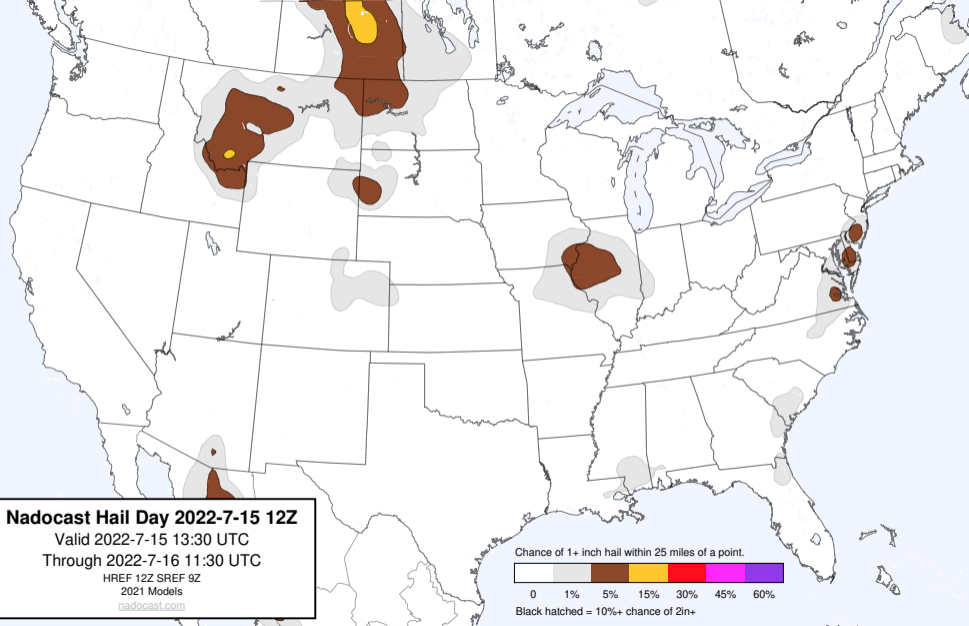 Nadocast Hail Day 2022-7-15 12Z
Valid 2022-7-15 13:30 UTC
Through 2022-7-16 11:30 UTC
HREF 12Z SREF 9Z
2021 Models
nadocast.com
Chance of 1+ inch hail within 25 miles of a point.
0 1% 5% 15% 30% 45% 60%
Black hatched = 10%+ chance of 2in+